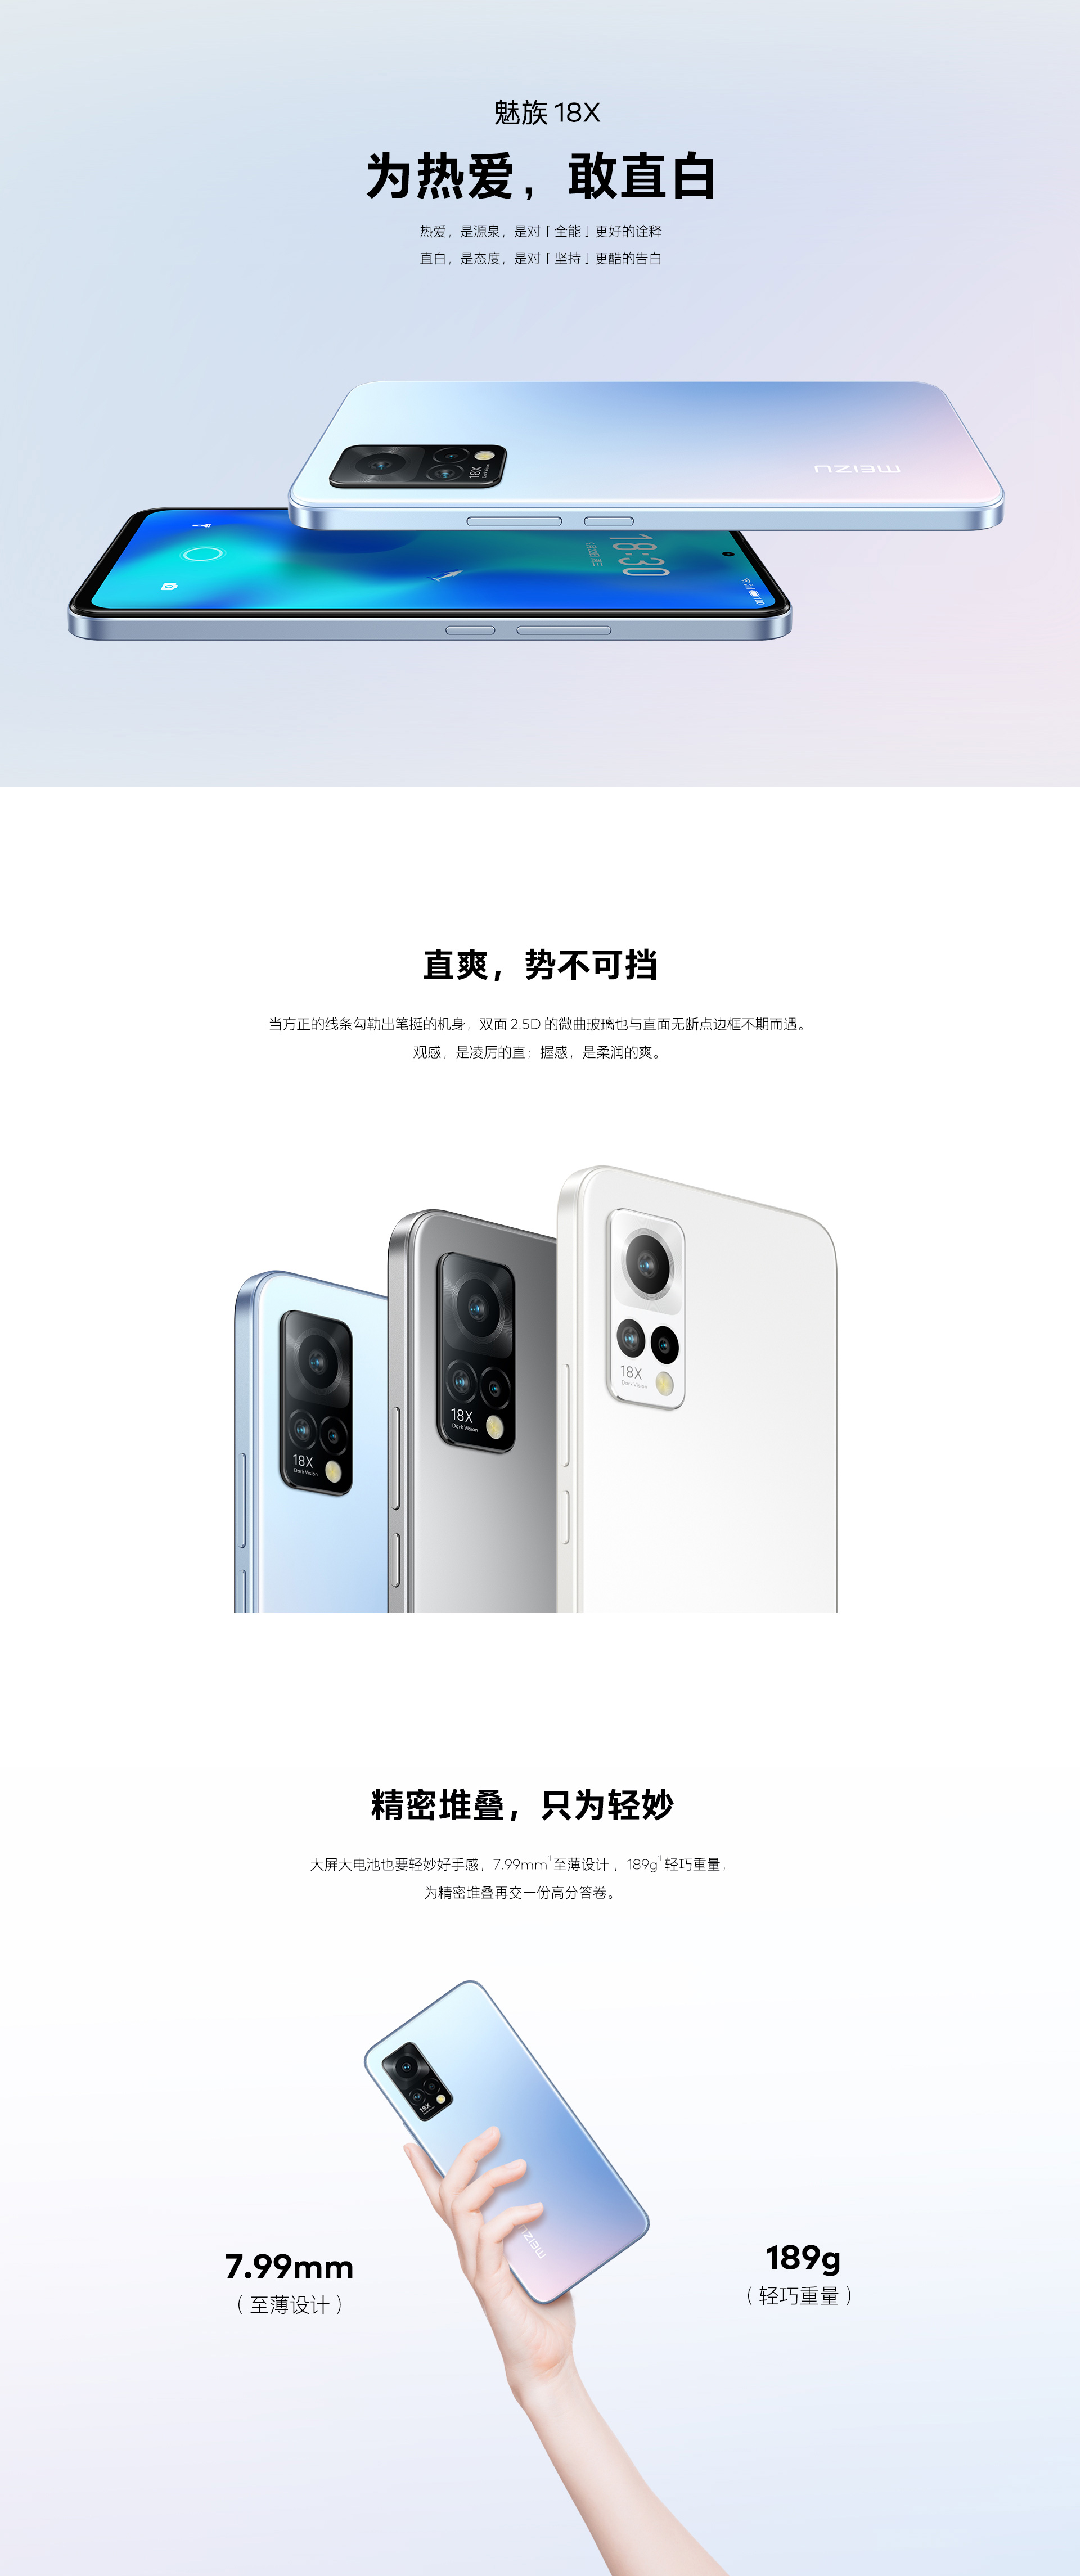 魅族 18X
为热爱，敢直白
热爱，是源泉，是对「全能」更好的诠释
直白，是态度，是对「坚持」更酷的告白
MEIZU
18X
18:30
直爽，势不可挡
当方正的线条勾勒出笔挺的机身，双面 2.5D 的微曲玻璃也与直面无断点边框不期而遇。
观感，是凌厉的直；握感，是柔润的爽。
18X
Dark Vision
18X
Dark Vision
18X
Dark Vision
精密堆叠，只为轻妙
大屏大电池也要轻妙好手感，7.99mm¹至薄设计，189g¹轻巧重量，
为精密堆叠再交一份高分答卷。
18X
MEIZU
7.99mm
（至薄设计）
189g
（轻巧重量）